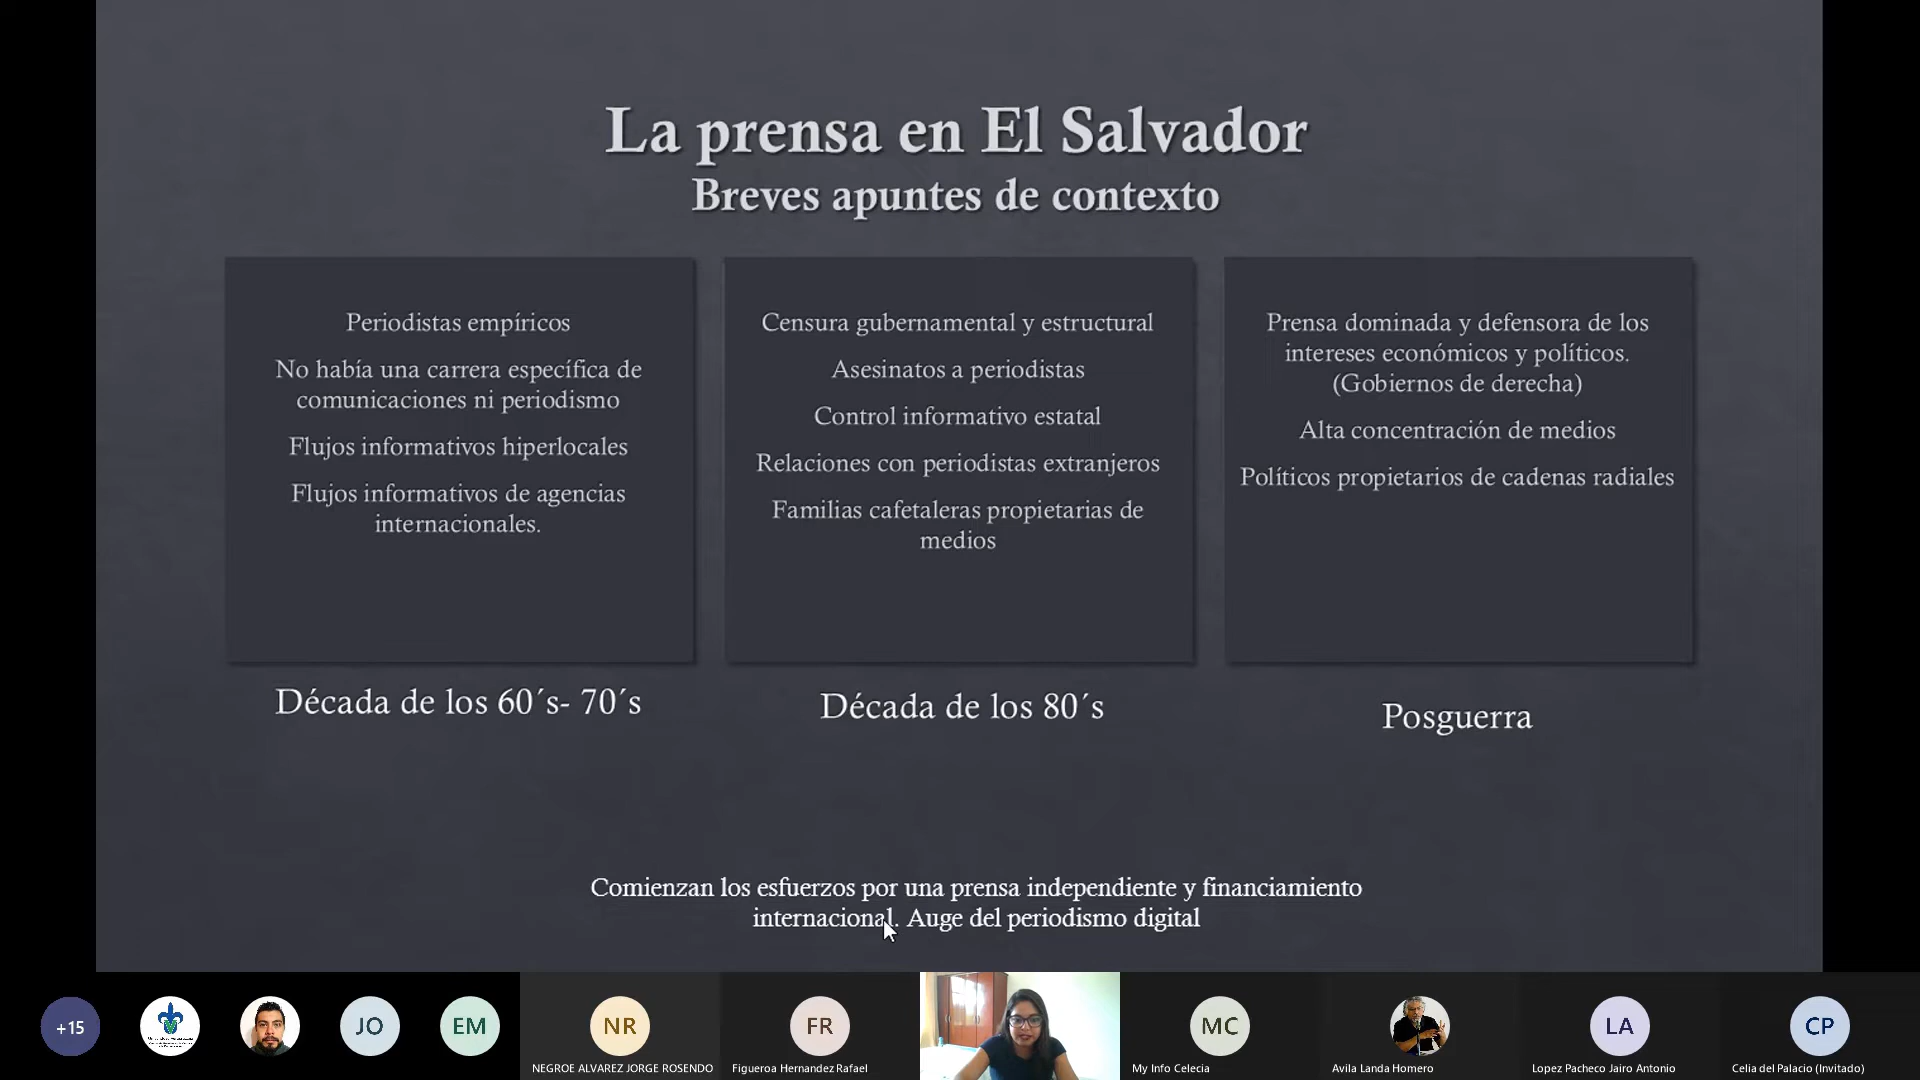 La prensa en El Salvador
Breves apuntes de contexto
Periodistas empíricos
No había una carrera específica de
comunicaciones ni periodismo
Flujos informativos hiperlocales
Flujos informativos de agencias
internacionales.
Década de los 60´s- 70´s
Censura gubernamental y estructural
Asesinatos a periodistas
Control informativo estatal
Relaciones con periodistas extranjeros
Familias cafetaleras propietarias de
medios
Década de los 80´s
Prensa dominada y defensora de los
intereses económicos y políticos.
(Gobiernos de derecha)
Alta concentración de medios
Políticos propietarios de cadenas radiales
Posguerra
Comienzan los esfuerzos por una prensa independiente y financiamiento
internacional. Auge del periodismo digital
+15
JO
EM
NR
NEGROE ALVAREZ JORGE ROSENDO
FR
Figueroa Hernandez Rafael
MC
My Info Celecia
Avila Landa Homero
LA
Lopez Pacheco Jairo Antonio
CP
Celia del Palacio (Invitado)